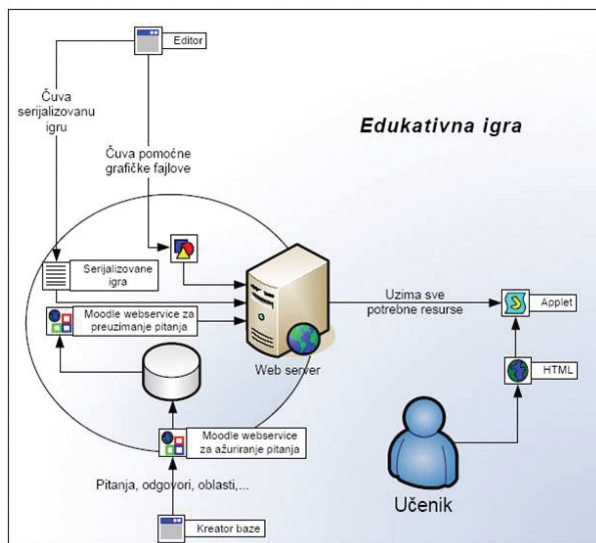 Editor
Čuva
serijalizovanu
igru
Edukativna igra
Čuva pomoćne
grafičke fajlove
Serijalizovane
igra
Moodle webservice za
preuzimanje pitanja
Web server
Uzima sve
potrebne resurse
Applet
HTML
Moodle webservice
za ažuriranje pitanja
Pitanja, odgovori, oblasti,...
Učenik
Kreator baze